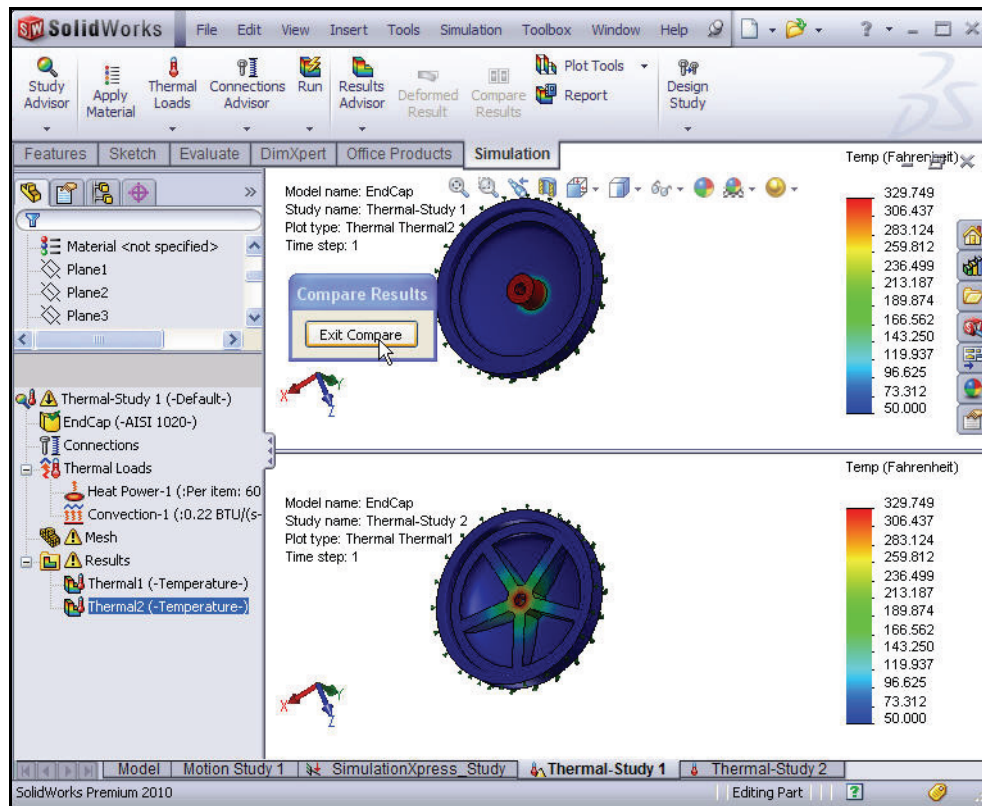 SolidWorks File Edit View Insert Tools Simulation Toolbox Window Help
Study Advisor
Apply Material
Thermal Loads
Connections Advisor
Run
Results Advisor
Deformed Result
Compare Results
Plot Tools
Report
Design Study
Features Sketch Evaluate DimXpert Office Products Simulation
Material <not specified>
Plane1
Plane2
Plane3
Thermal-Study 1 (-Default-)
EndCap (-AISI 1020-)
Connections
Thermal Loads
Heat Power-1 (:Per item: 60
Convection-1 (:0.22 BTU/(s-
Mesh
Results
Thermal1 (-Temperature-)
Thermal2 (-Temperature-)
Model name: EndCap
Study name: Thermal-Study 1
Plot type: Thermal Thermal2
Time step: 1
Compare Results
Exit Compare
X
Y
Z
Temp (Fahrenheit)
329.749
306.437
283.124
259.812
236.499
213.187
189.874
166.562
143.250
119.937
96.625
73.312
50.000
Model name: EndCap
Study name: Thermal-Study 2
Plot type: Thermal Thermal1
Time step: 1
X
Y
Z
Temp (Fahrenheit)
329.749
306.437
283.124
259.812
236.499
213.187
189.874
166.562
143.250
119.937
96.625
73.312
50.000
Model Motion Study 1 SimulationXpress_Study Thermal-Study 1 Thermal-Study 2
SolidWorks Premium 2010 Editing Part